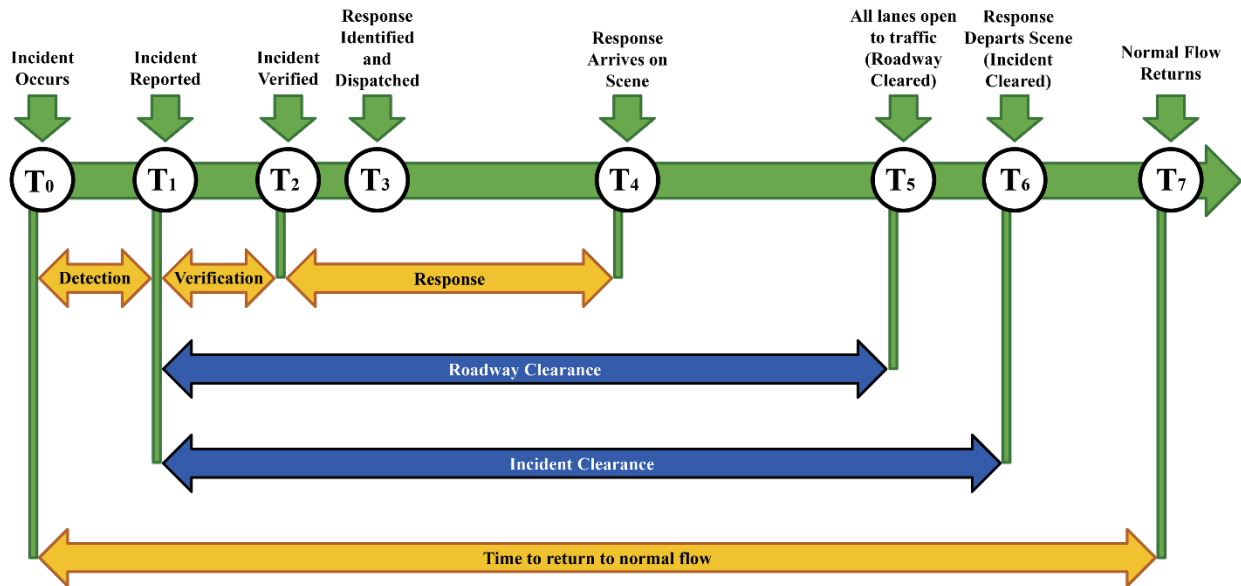 Incident
Occurs
Incident
Reported
Incident
Verified
Response
Identified
and
Dispatched
Response
Arrives on
Scene
All lanes open
to traffic
(Roadway
Cleared)
Response
Departs Scene
(Incident
Cleared)
Normal Flow
Returns
T0
T1
T2
T3
T4
T5
T6
T7
Detection
Verification
Response
Roadway Clearance
Incident Clearance
Time to return to normal flow